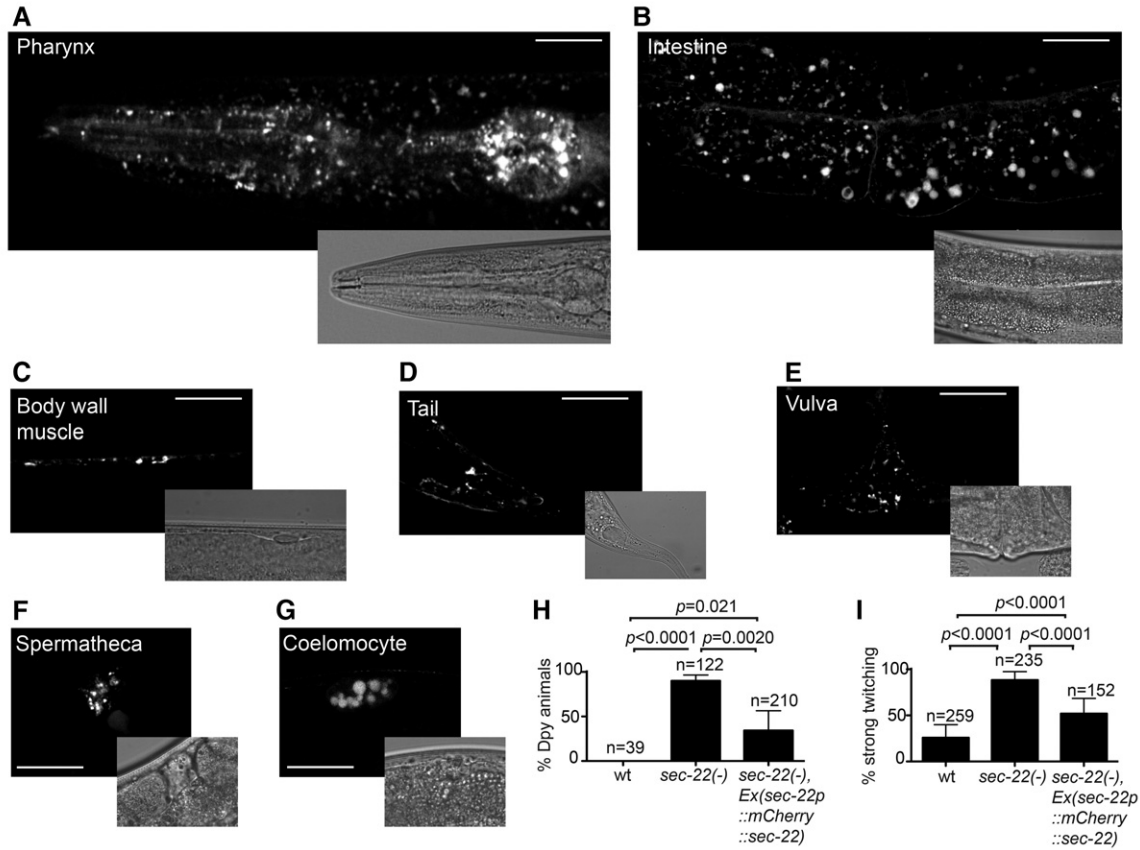 A
Pharynx
B
Intestine
C
Body wall
muscle
D
Tail
E
Vulva
F
Spermatheca
G
Coelomocyte
H
p=0.021
p<0.0001 p=0.0020
n=122
n=210
n=39
100
50
0
% Dpy animals
wt
sec-22(-)
sec-22(-),
Ex(sec-22p
::mCherry
::sec-22)
I
p<0.0001
p<0.0001 p<0.0001
n=235
n=152
n=259
100
50
0
% strong twitching
wt
sec-22(-)
sec-22(-),
Ex(sec-22p
::mCherry
::sec-22)